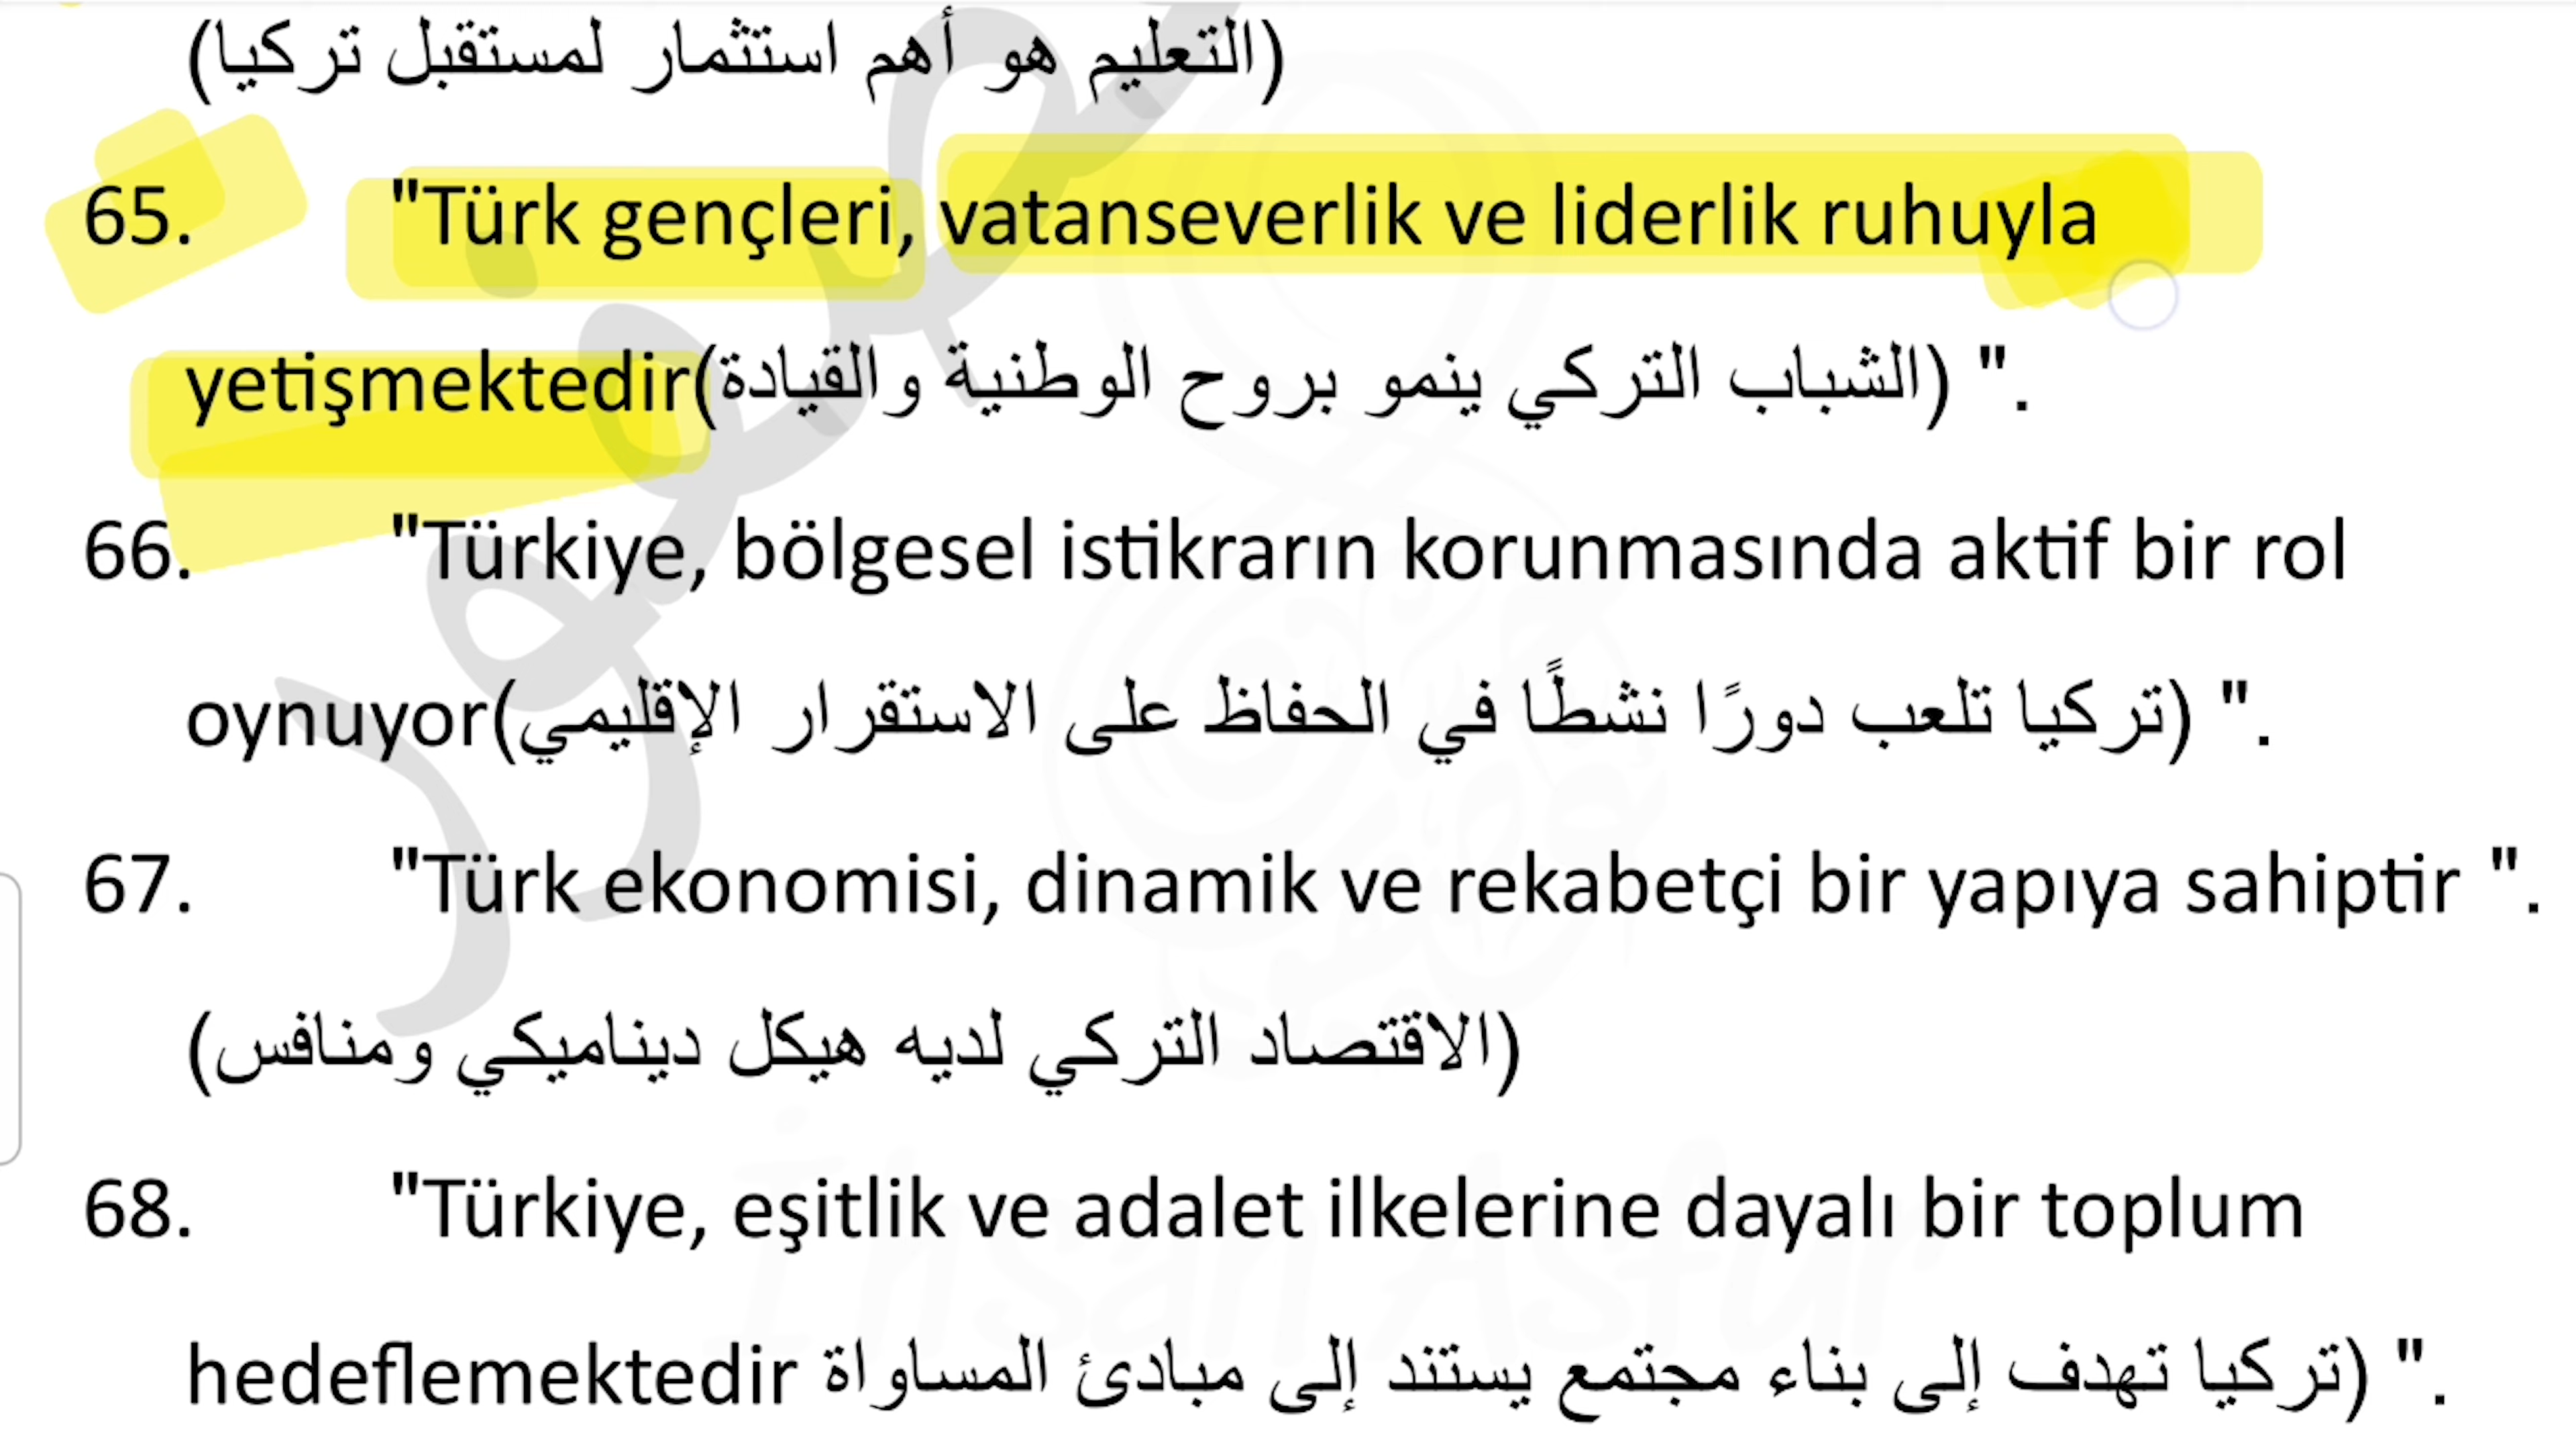 (التعليم هو أهم استثمار لمستقبل تركيا)
65. "Türk gençleri, vatanseverlik ve liderlik ruhuyla
yetişmektedir(الشباب التركي ينمو بروح الوطنية والقيادة) ".
66. "Türkiye, bölgesel istikrarın korunmasında aktif bir rol
oynuyor(تركيا تلعب دورًا نشطًا في الحفاظ على الاستقرار الإقليمي) ".
67. "Türk ekonomisi, dinamik ve rekabetçi bir yapıya sahiptir ".
(الاقتصاد التركي لديه هيكل ديناميكي ومنافس)
68. "Türkiye, eşitlik ve adalet ilkelerine dayalı bir toplum
hedeflemektedir (تركيا تهدف إلى بناء مجتمع يستند إلى مبادئ المساواة ".
İhsan Asfur